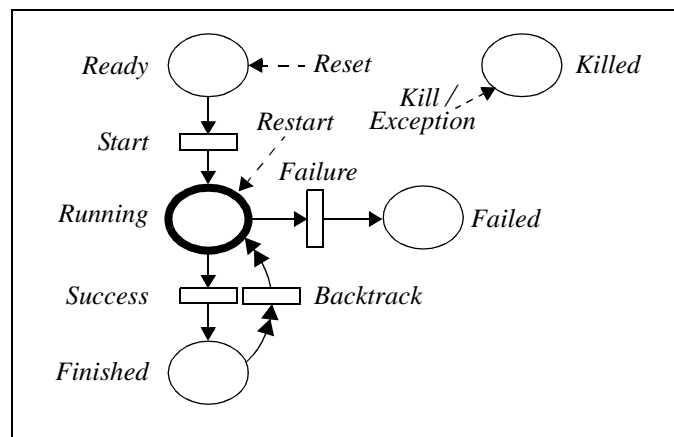 Ready
Reset
Killed
Kill /
Exception
Start
Restart
Failure
Running
Failed
Success
Backtrack
Finished